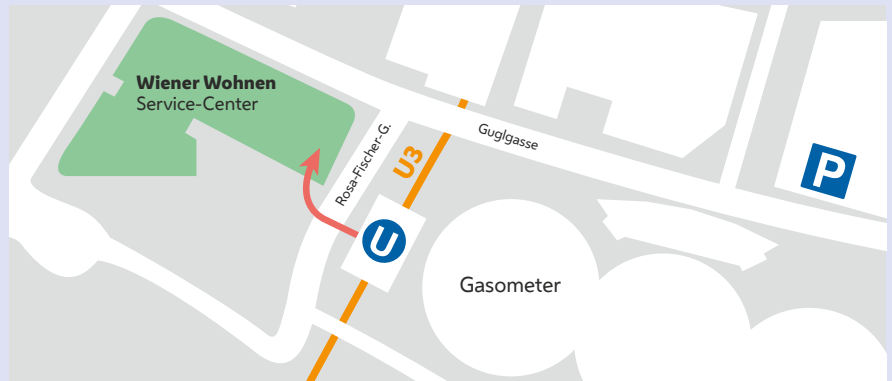 Wiener Wohnen
Service-Center
Rosa-Fischer-G.
U3
Guglgasse
P
U
Gasometer